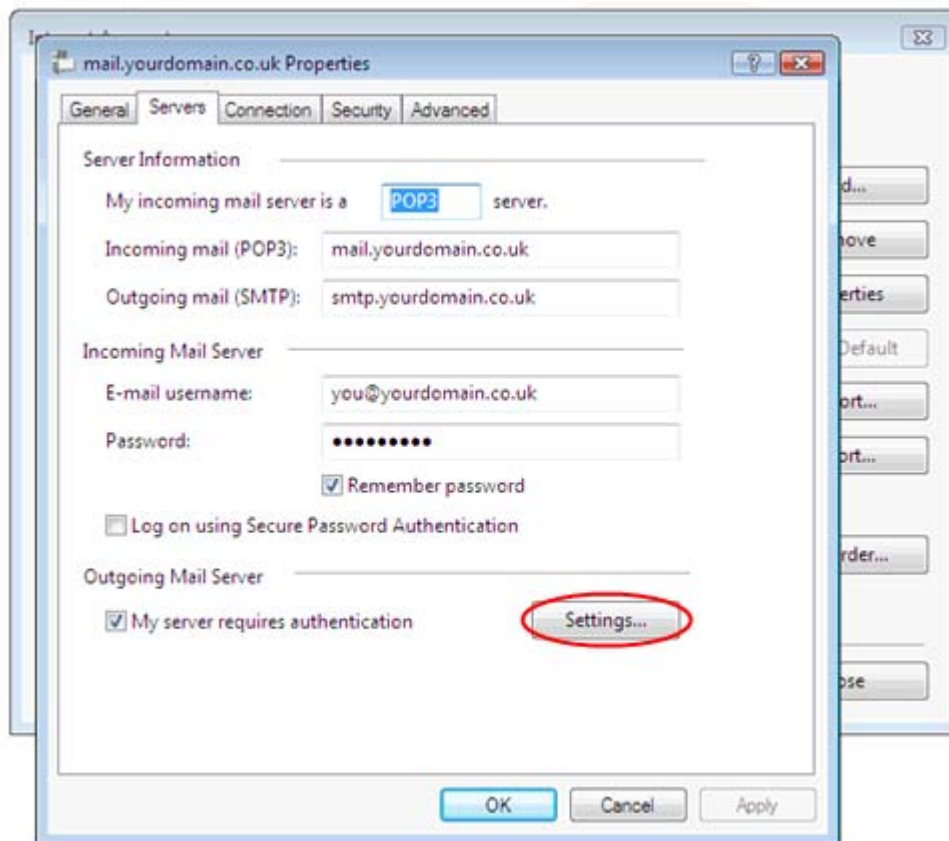 mail.yourdomain.co.uk Properties
General Servers Connection Security Advanced
Server Information
My incoming mail server is a POP3 server.
Incoming mail (POP3): mail.yourdomain.co.uk
Outgoing mail (SMTP): smtp.yourdomain.co.uk
Incoming Mail Server
E-mail username: you@yourdomain.co.uk
Password: •••••••••
Remember password
Log on using Secure Password Authentication
Outgoing Mail Server
My server requires authentication Settings...
OK Cancel Apply
Default